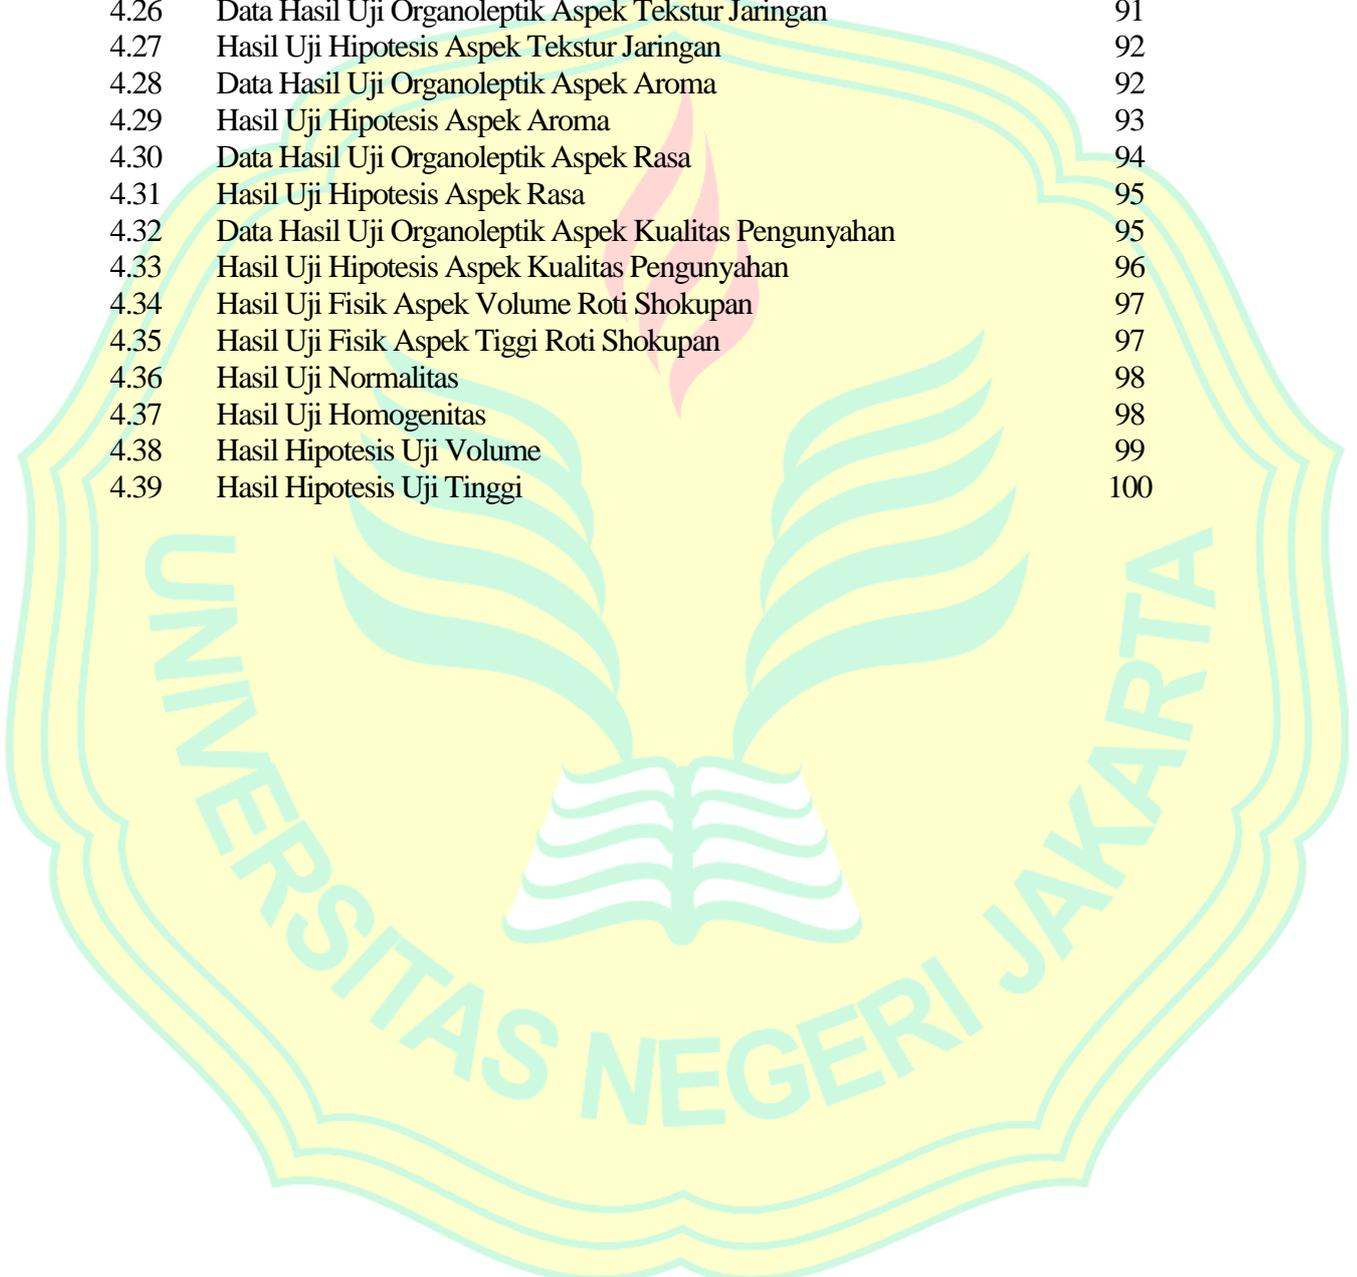 4.26 Data Hasil Uji Organoleptik Aspek Tekstur Jaringan 91
4.27 Hasil Uji Hipotesis Aspek Tekstur Jaringan 92
4.28 Data Hasil Uji Organoleptik Aspek Aroma 92
4.29 Hasil Uji Hipotesis Aspek Aroma 93
4.30 Data Hasil Uji Organoleptik Aspek Rasa 94
4.31 Hasil Uji Hipotesis Aspek Rasa 95
4.32 Data Hasil Uji Organoleptik Aspek Kualitas Pengunyahan 95
4.33 Hasil Uji Hipotesis Aspek Kualitas Pengunyahan 96
4.34 Hasil Uji Fisik Aspek Volume Roti Shokupan 97
4.35 Hasil Uji Fisik Aspek Tiggi Roti Shokupan 97
4.36 Hasil Uji Normalitas 98
4.37 Hasil Uji Homogenitas 98
4.38 Hasil Hipotesis Uji Volume 99
4.39 Hasil Hipotesis Uji Tinggi 100
UNIVERSITAS NEGERI JAKARTA